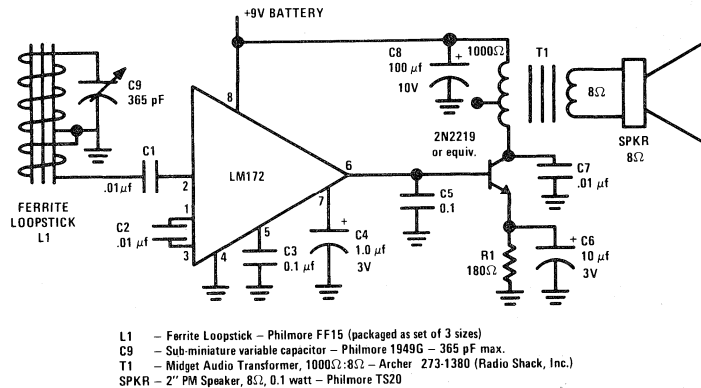 +9V BATTERY
C8
100 µf
10V
1000Ω
T1
8Ω
SPKR
8Ω
C9
365 pF
2N2219
or equiv.
C1
.01µf
8
2
LM172
6
7
1
3
4
5
C2
.01 µf
C3
0.1 µf
+
C4
1.0 µf
3V
C5
0.1
C7
.01 µf
R1
180Ω
+
C6
10 µf
3V
+
FERRITE
LOOPSTICK
L1
L1 – Ferrite Loopstick – Philmore FF15 (packaged as set of 3 sizes)
C9 – Sub-miniature variable capacitor – Philmore 1949G – 365 pF max.
T1 – Midget Audio Transformer, 1000Ω:8Ω – Archer 273-1380 (Radio Shack, Inc.)
SPKR – 2" PM Speaker, 8Ω, 0.1 watt – Philmore TS20